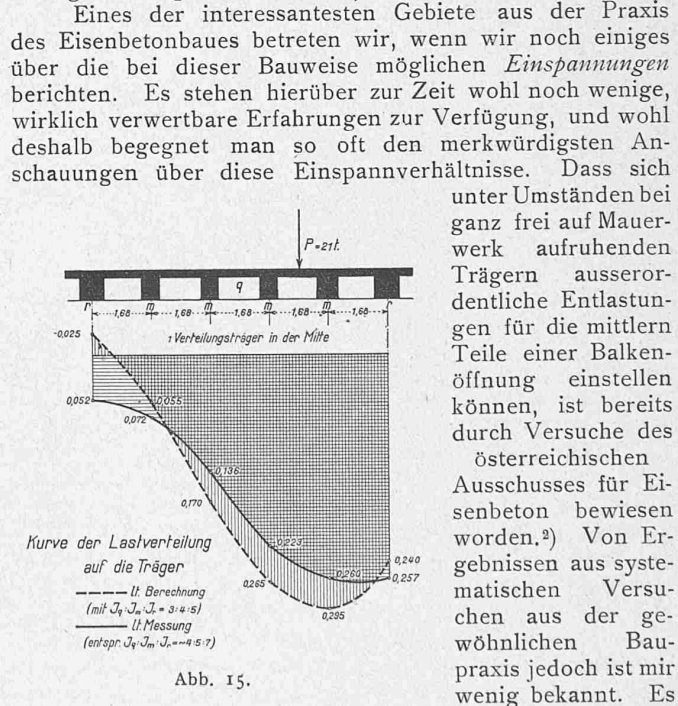 Eines der interessantesten Gebiete aus der Praxis
des Eisenbetonbaues betreten wir, wenn wir noch einiges
über die bei dieser Bauweise möglichen Einspannungen
berichten. Es stehen hierüber zur Zeit wohl noch wenige,
wirklich verwertbare Erfahrungen zur Verfügung, und wohl
deshalb begegnet man so oft den merkwürdigsten An-
schauungen über diese Einspannverhältnisse. Dass sich
unter Umständen bei
ganz frei auf Mauer-
werk aufruhenden
Trägern ausseror-
dentliche Entlastun-
gen für die mittlern
Teile einer Balken-
öffnung einstellen
können, ist bereits
durch Versuche des
österreichischen
Ausschusses für Ei-
senbeton bewiesen
worden.²) Von Er-
gebnissen aus syste-
matischen Versu-
chen aus der ge-
wöhnlichen Bau-
praxis jedoch ist mir
wenig bekannt. Es
P=21t.
q
r m m m m r
1,68 1,68 1,68 1,68 1,68
1 Verteilungsträger in der Mitte
-0,025
0,052
0,055
0,072
0,136
0,170
0,223
0,265
0,260
0,295
0,240
0,257
Kurve der Lastverteilung
auf die Träger
lt. Berechnung
(mit Jq:Jm:Jr = 3:4:5)
lt. Messung
(entspr. Jq:Jm:Jr = ~4:5:7)
Abb. 15.